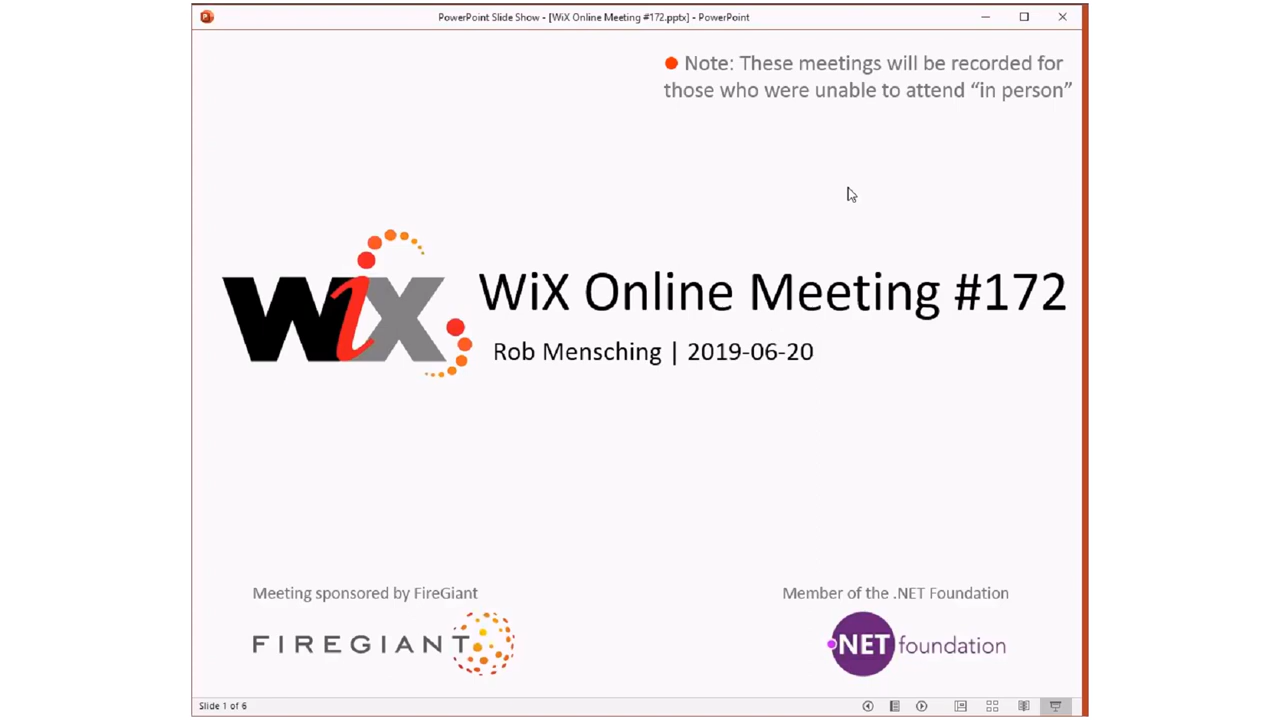 PowerPoint Slide Show - [WiX Online Meeting #172.pptx] - PowerPoint
Note: These meetings will be recorded for
those who were unable to attend “in person”
WiX
WiX Online Meeting #172
Rob Mensching | 2019-06-20
Meeting sponsored by FireGiant
FIREGIANT
Member of the .NET Foundation
.NET foundation
Slide 1 of 6